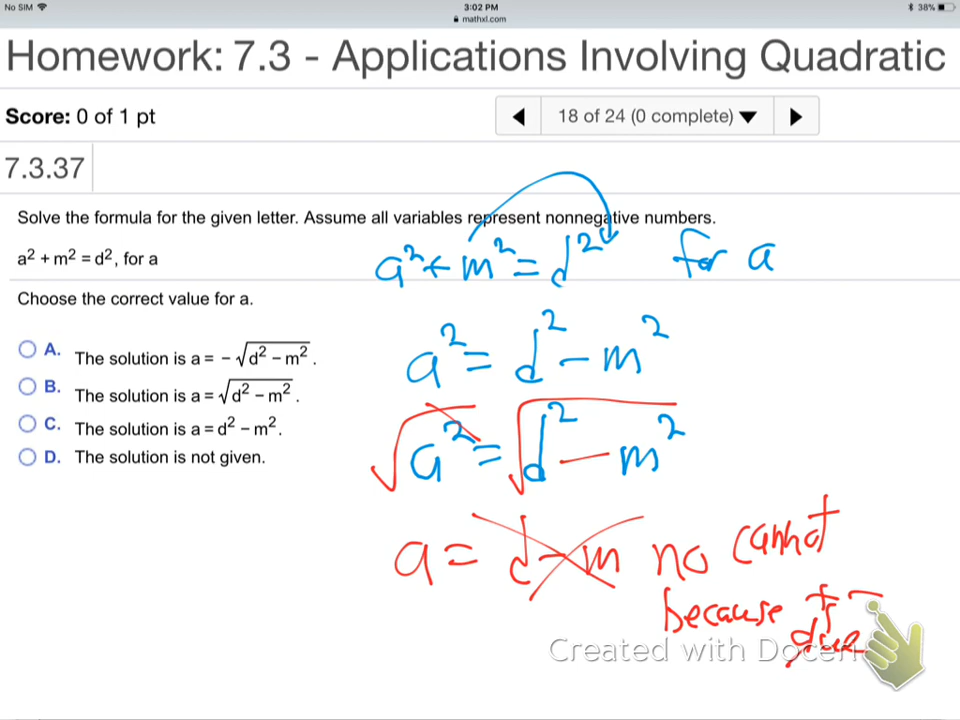 No SIM 3:02 PM 38%
mathxl.com
Homework: 7.3 - Applications Involving Quadratic
Score: 0 of 1 pt
18 of 24 (0 complete)
7.3.37
Solve the formula for the given letter. Assume all variables represent nonnegative numbers.
a² + m² = d², for a
a² + m² = d² for a
Choose the correct value for a.
A. The solution is a = − √(d² − m²).
B. The solution is a = √(d² − m²).
C. The solution is a = d² − m².
D. The solution is not given.
a² = d² − m²
√a² = √d² − m²
a = d − m no cannot
because
Created with